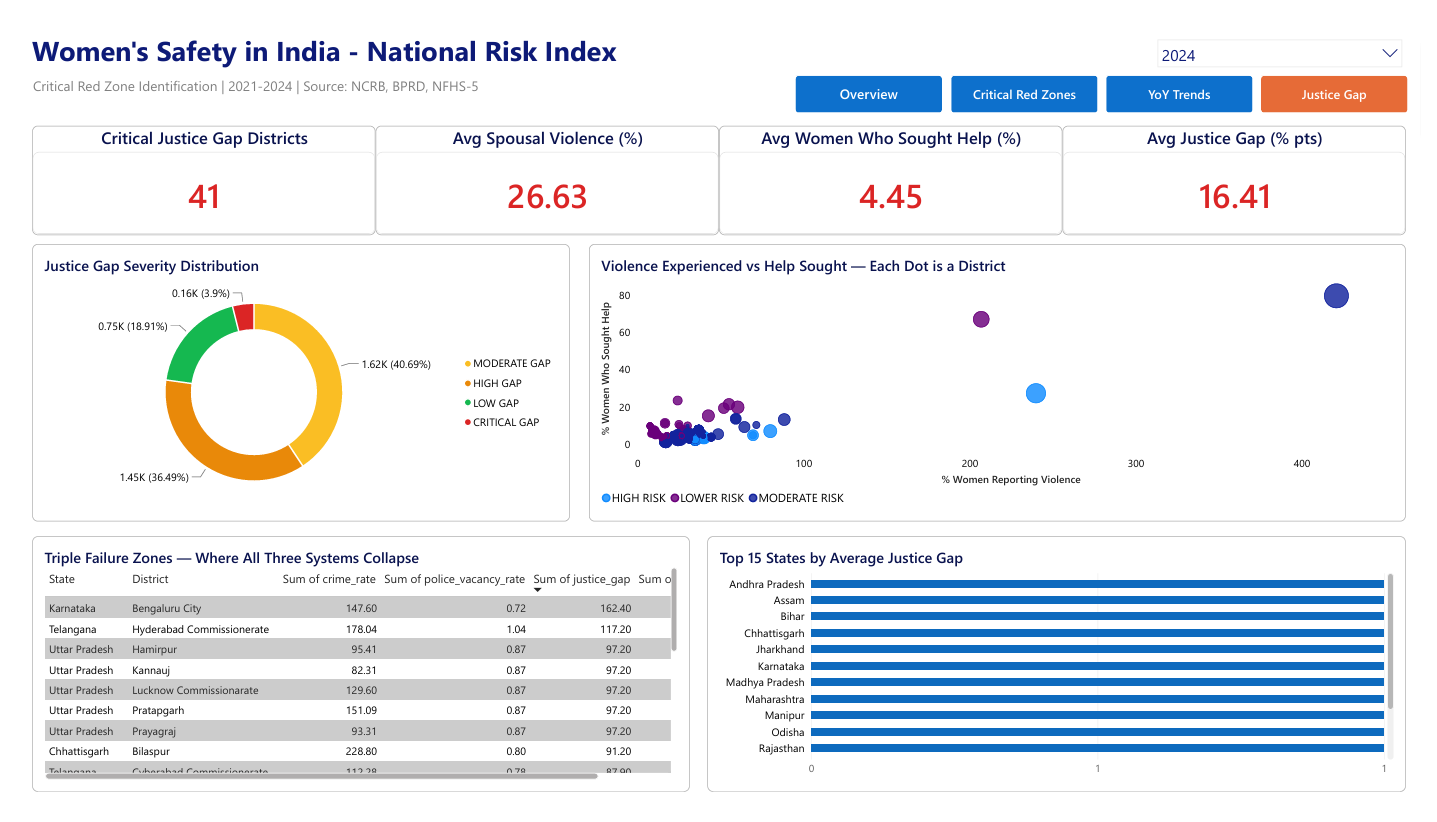 Women's Safety in India - National Risk Index
2024
Critical Red Zone Identification | 2021-2024 | Source: NCRB, BPRD, NFHS-5
Overview
Critical Red Zones
YoY Trends
Justice Gap
Critical Justice Gap Districts
41
Avg Spousal Violence (%)
26.63
Avg Women Who Sought Help (%)
4.45
Avg Justice Gap (% pts)
16.41
Justice Gap Severity Distribution
0.16K (3.9%)
0.75K (18.91%)
1.62K (40.69%)
1.45K (36.49%)
MODERATE GAP
HIGH GAP
LOW GAP
CRITICAL GAP
Violence Experienced vs Help Sought — Each Dot is a District
% Women Who Sought Help
80
60
40
20
0
0 100 200 300 400
% Women Reporting Violence
HIGH RISK LOWER RISK MODERATE RISK
Triple Failure Zones — Where All Three Systems Collapse
State District Sum of crime_rate Sum of police_vacancy_rate Sum of justice_gap Sum o
Karnataka Bengaluru City 147.60 0.72 162.40
Telangana Hyderabad Commissionerate 178.04 1.04 117.20
Uttar Pradesh Hamirpur 95.41 0.87 97.20
Uttar Pradesh Kannauj 82.31 0.87 97.20
Uttar Pradesh Lucknow Commissionarate 129.60 0.87 97.20
Uttar Pradesh Pratapgarh 151.09 0.87 97.20
Uttar Pradesh Prayagraj 93.31 0.87 97.20
Chhattisgarh Bilaspur 228.80 0.80 91.20
Telangana Cyberabad Commissionerate 112.28 0.78 87.90
Top 15 States by Average Justice Gap
Andhra Pradesh
Assam
Bihar
Chhattisgarh
Jharkhand
Karnataka
Madhya Pradesh
Maharashtra
Manipur
Odisha
Rajasthan
0 1 1